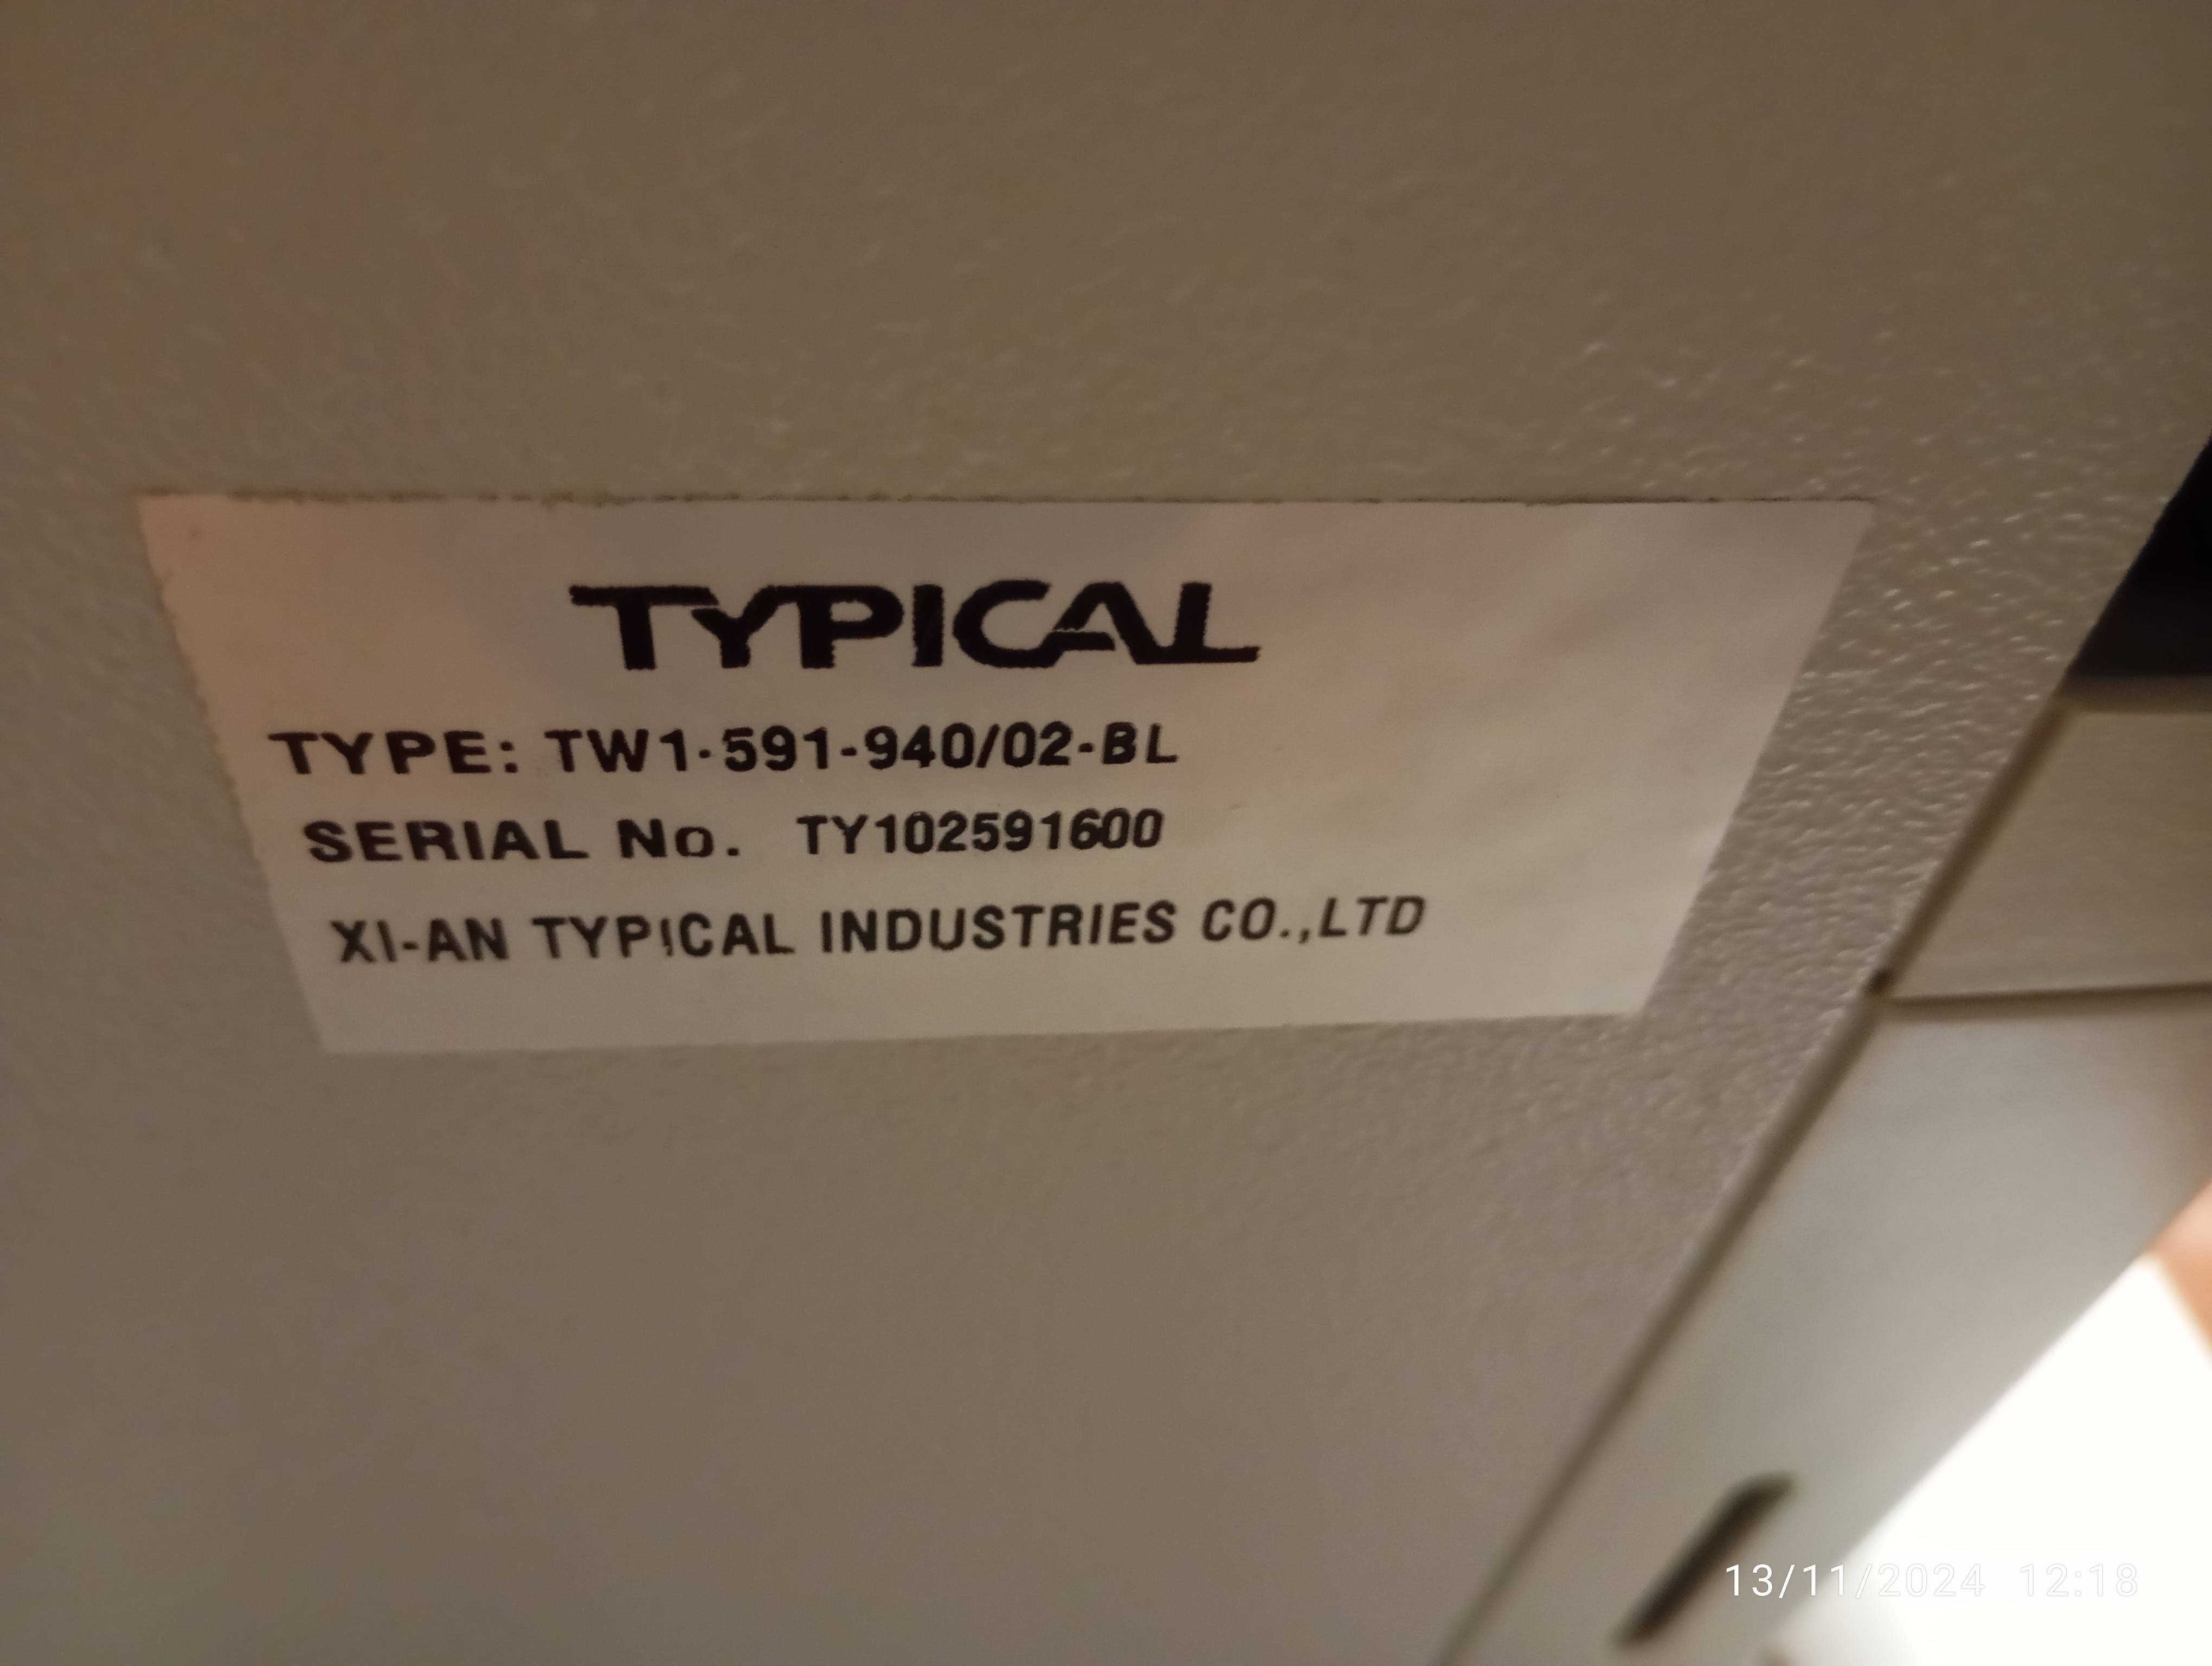 TYPICAL
TYPE: TW1-591-940/02-BL
SERIAL No. TY102591600
XI-AN TYPICAL INDUSTRIES CO.,LTD
13/11/2024 12:18